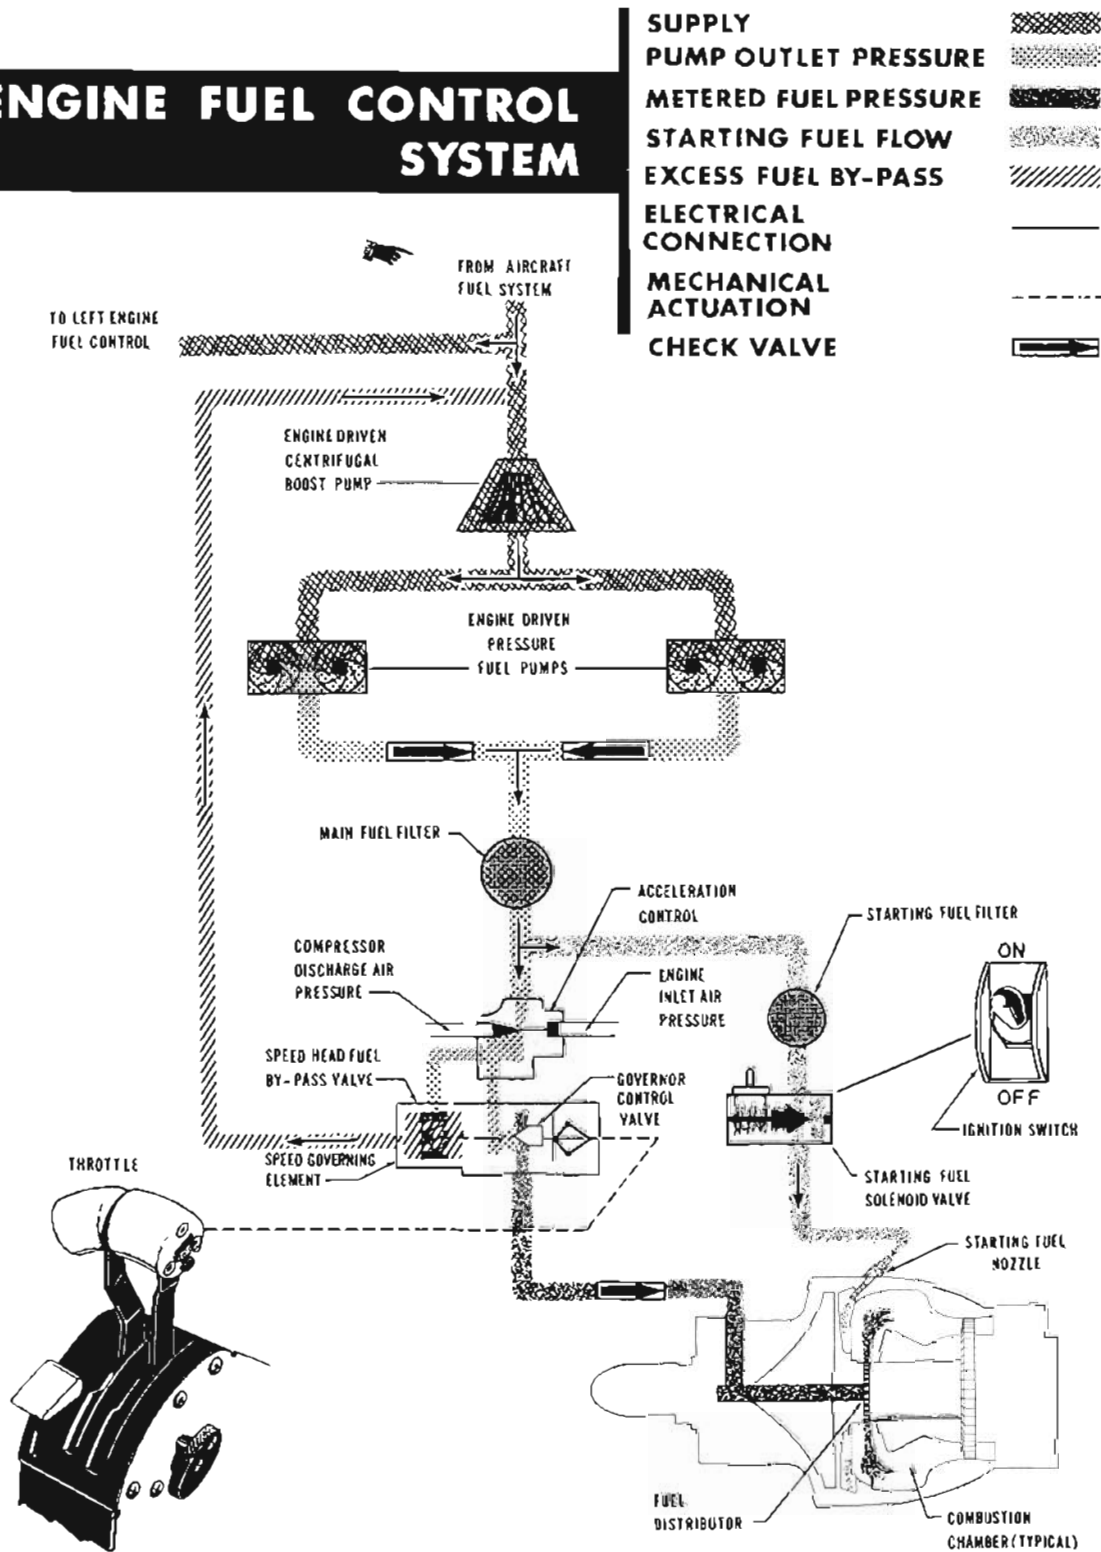 ENGINE FUEL CONTROL
SYSTEM
SUPPLY
PUMP OUTLET PRESSURE
METERED FUEL PRESSURE
STARTING FUEL FLOW
EXCESS FUEL BY-PASS
ELECTRICAL
CONNECTION
MECHANICAL
ACTUATION
CHECK VALVE
FROM AIRCRAFT
FUEL SYSTEM
TO LEFT ENGINE
FUEL CONTROL
ENGINE DRIVEN
CENTRIFUGAL
BOOST PUMP
ENGINE DRIVEN
PRESSURE
FUEL PUMPS
MAIN FUEL FILTER
ACCELERATION
CONTROL
STARTING FUEL FILTER
COMPRESSOR
DISCHARGE AIR
PRESSURE
ENGINE
INLET AIR
PRESSURE
ON
OFF
IGNITION SWITCH
SPEED HEAD FUEL
BY-PASS VALVE
GOVERNOR
CONTROL
VALVE
SPEED GOVERNING
ELEMENT
THROTTLE
STARTING FUEL
SOLENOID VALVE
STARTING FUEL
NOZZLE
FUEL
DISTRIBUTOR
COMBUSTION
CHAMBER (TYPICAL)